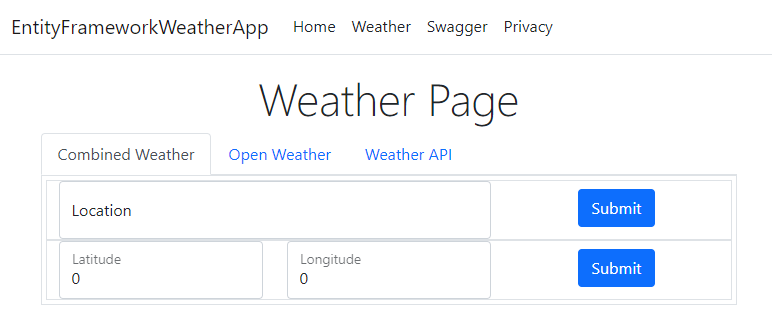 EntityFrameworkWeatherApp Home Weather Swagger Privacy
Weather Page
Combined Weather Open Weather Weather API
Location Submit
Latitude Longitude
0 0 Submit